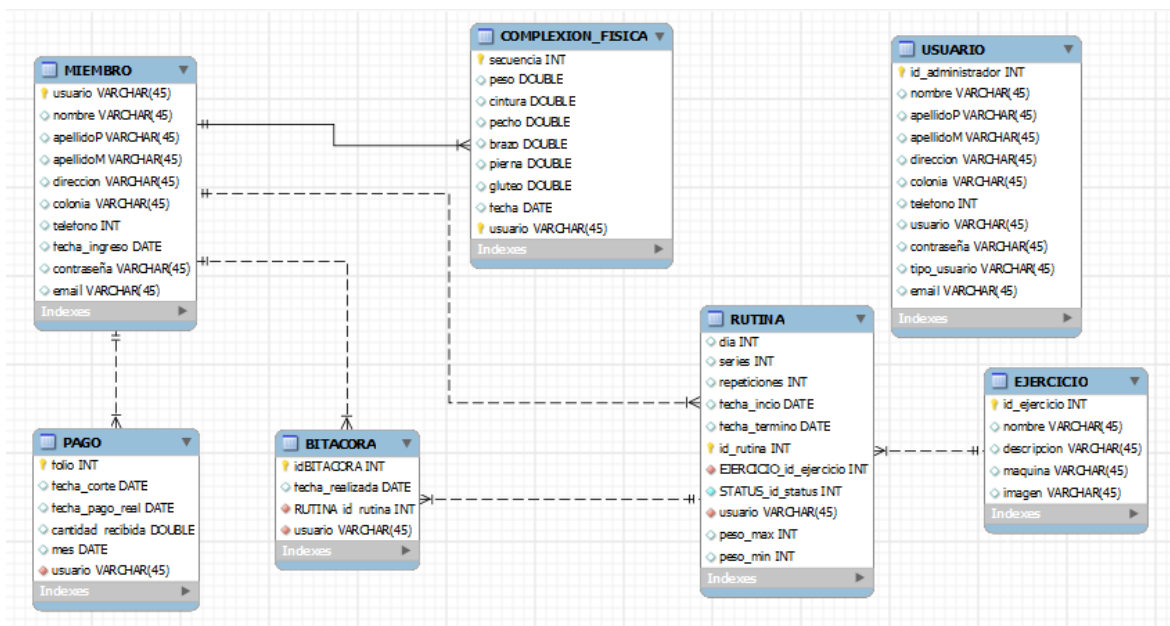 MIEMBRO
usuario VARCHAR(45)
nombre VARCHAR(45)
apellidoP VARCHAR(45)
apellidoM VARCHAR(45)
direccion VARCHAR(45)
colonia VARCHAR(45)
telefono INT
fecha_ingreso DATE
contraseña VARCHAR(45)
email VARCHAR(45)
Indexes
COMPLEXION_FISICA
secuencia INT
peso DOUBLE
cintura DOUBLE
pecho DOUBLE
brazo DOUBLE
pierna DOUBLE
gluteo DOUBLE
fecha DATE
usuario VARCHAR(45)
Indexes
USUARIO
id_administrador INT
nombre VARCHAR(45)
apellidoP VARCHAR(45)
apellidoM VARCHAR(45)
direccion VARCHAR(45)
colonia VARCHAR(45)
telefono INT
usuario VARCHAR(45)
contraseña VARCHAR(45)
tipo_usuario VARCHAR(45)
email VARCHAR(45)
Indexes
PAGO
folio INT
fecha_corte DATE
fecha_pago_real DATE
cantidad_recibida DOUBLE
mes DATE
usuario VARCHAR(45)
Indexes
BITACORA
idBITACORA INT
fecha_realizada DATE
RUTINA_id_rutina INT
usuario VARCHAR(45)
Indexes
RUTINA
dia INT
series INT
repeticiones INT
fecha_incio DATE
fecha_termino DATE
id_rutina INT
EJERCICIO_id_ejercicio INT
STATUS_id_status INT
usuario VARCHAR(45)
peso_max INT
peso_min INT
Indexes
EJERCICIO
id_ejercicio INT
nombre VARCHAR(45)
descripcion VARCHAR(45)
maquina VARCHAR(45)
imagen VARCHAR(45)
Indexes